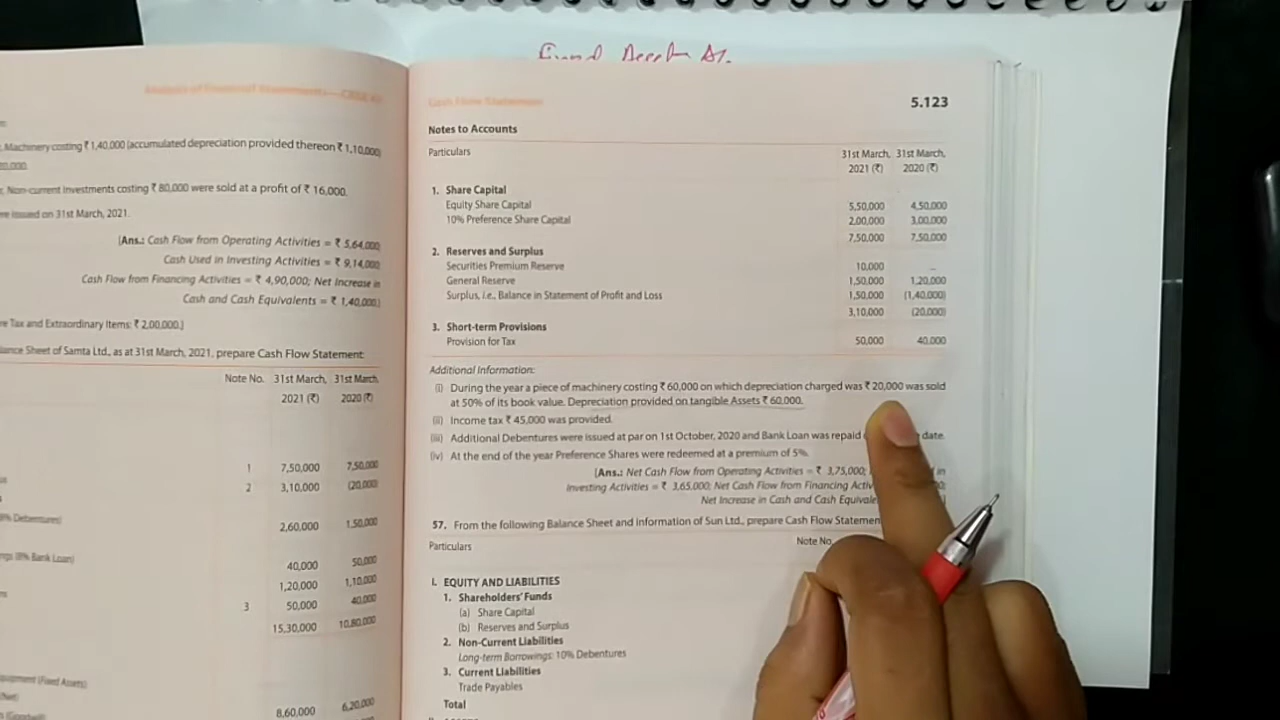 5.123
Notes to Accounts
Machinery costing ₹ 1,40,000 (accumulated depreciation provided thereon ₹ 1,10,000)
Non-current Investments costing ₹ 80,000 were sold at a profit of ₹ 16,000.
re issued on 31st March, 2021.
[Ans.: Cash Flow from Operating Activities = ₹ 5,64,000;
Cash Used in Investing Activities = ₹ 9,14,000;
Cash Flow from Financing Activities = ₹ 4,90,000; Net Increase in
Cash and Cash Equivalents = ₹ 1,40,000.]
re Tax and Extraordinary Items: ₹ 2,00,000.]
lance Sheet of Samta Ltd., as at 31st March, 2021, prepare Cash Flow Statement:
Note No. 31st March, 31st March,
2021 (₹) 2020 (₹)
1 7,50,000 7,50,000
2 3,10,000 (20,000)
2,60,000 1,50,000
40,000 50,000
1,20,000 1,10,000
3 50,000 40,000
15,30,000 10,80,000
8,60,000 6,20,000
Particulars 31st March, 31st March,
2021 (₹) 2020 (₹)
1. Share Capital
Equity Share Capital 5,50,000 4,50,000
10% Preference Share Capital 2,00,000 3,00,000
7,50,000 7,50,000
2. Reserves and Surplus
Securities Premium Reserve 10,000 ...
General Reserve 1,50,000 1,20,000
Surplus, i.e., Balance in Statement of Profit and Loss 1,50,000 (1,40,000)
3,10,000 (20,000)
3. Short-term Provisions
Provision for Tax 50,000 40,000
Additional Information:
(i) During the year a piece of machinery costing ₹ 60,000 on which depreciation charged was ₹ 20,000 was sold
at 50% of its book value. Depreciation provided on tangible Assets ₹ 60,000.
(ii) Income tax ₹ 45,000 was provided.
(iii) Additional Debentures were issued at par on 1st October, 2020 and Bank Loan was repaid date.
(iv) At the end of the year Preference Shares were redeemed at a premium of 5%.
[Ans.: Net Cash Flow from Operating Activities = ₹ 3,75,000; in
Investing Activities = ₹ 3,65,000; Net Cash Flow from Financing Activ
Net Increase in Cash and Cash Equivale
57. From the following Balance Sheet and information of Sun Ltd., prepare Cash Flow Statemen
Particulars Note No.
I. EQUITY AND LIABILITIES
1. Shareholders' Funds
(a) Share Capital
(b) Reserves and Surplus
2. Non-Current Liabilities
Long-term Borrowings: 10% Debentures
3. Current Liabilities
Trade Payables
Total